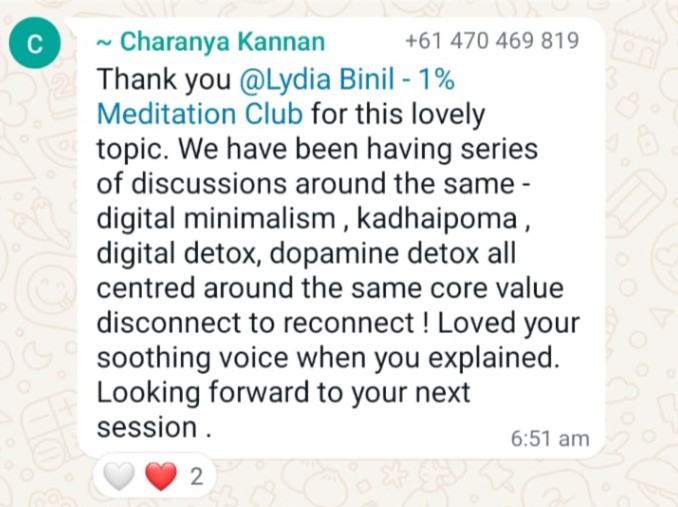 C
~ Charanya Kannan +61 470 469 819
Thank you @Lydia Binil - 1%
Meditation Club for this lovely
topic. We have been having series
of discussions around the same -
digital minimalism , kadhaipoma ,
digital detox, dopamine detox all
centred around the same core value
disconnect to reconnect ! Loved your
soothing voice when you explained.
Looking forward to your next
session .
6:51 am
2